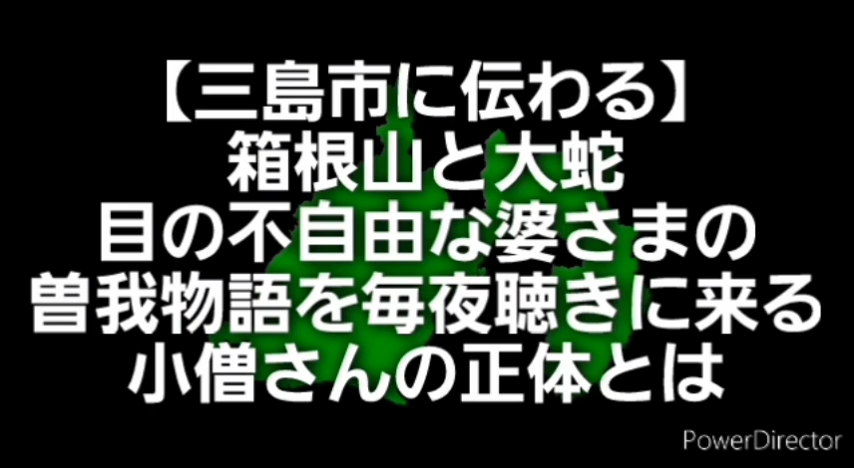 【三島市に伝わる】
箱根山と大蛇
目の不自由な婆さまの
曽我物語を毎夜聴きに来る
小僧さんの正体とは
PowerDirector